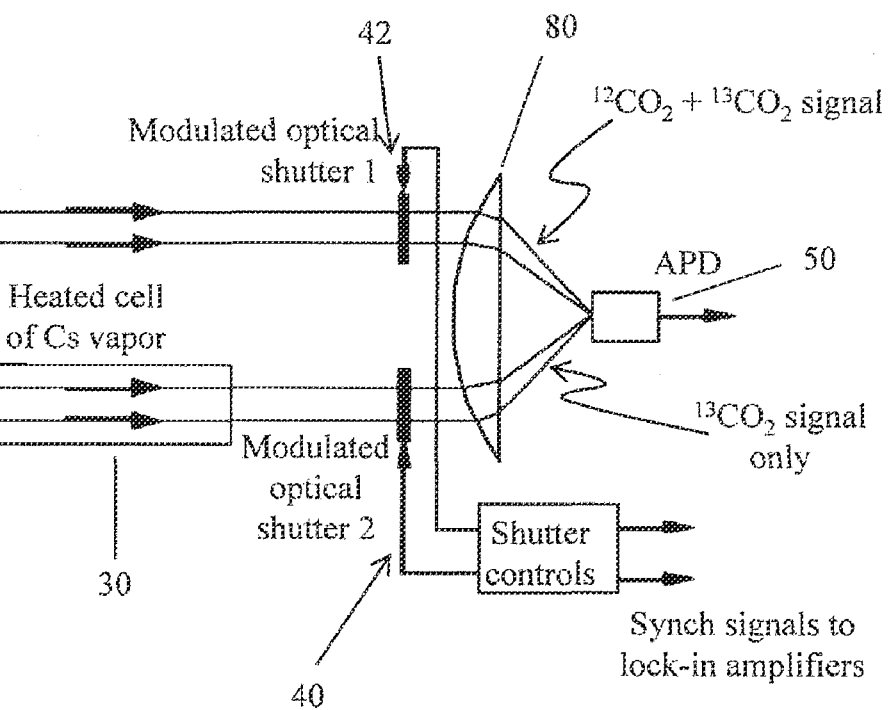 42
80
Modulated optical
shutter 1
¹²CO₂ + ¹³CO₂ signal
APD
50
Heated cell
of Cs vapor
¹³CO₂ signal
only
Modulated
optical
shutter 2
Shutter
controls
30
40
Synch signals to
lock-in amplifiers